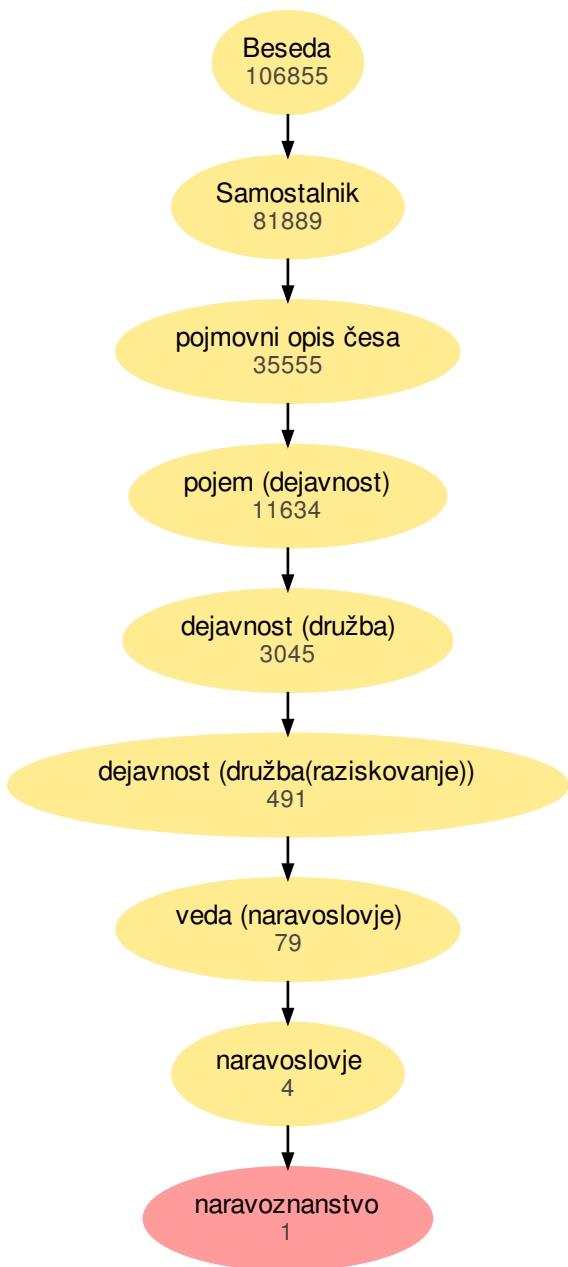 Beseda
106855
Samostalnik
81889
pojmovni opis česa
35555
pojem (dejavnost)
11634
dejavnost (družba)
3045
dejavnost (družba(raziskovanje))
491
veda (naravoslovje)
79
naravoslovje
4
naravoznanstvo
1